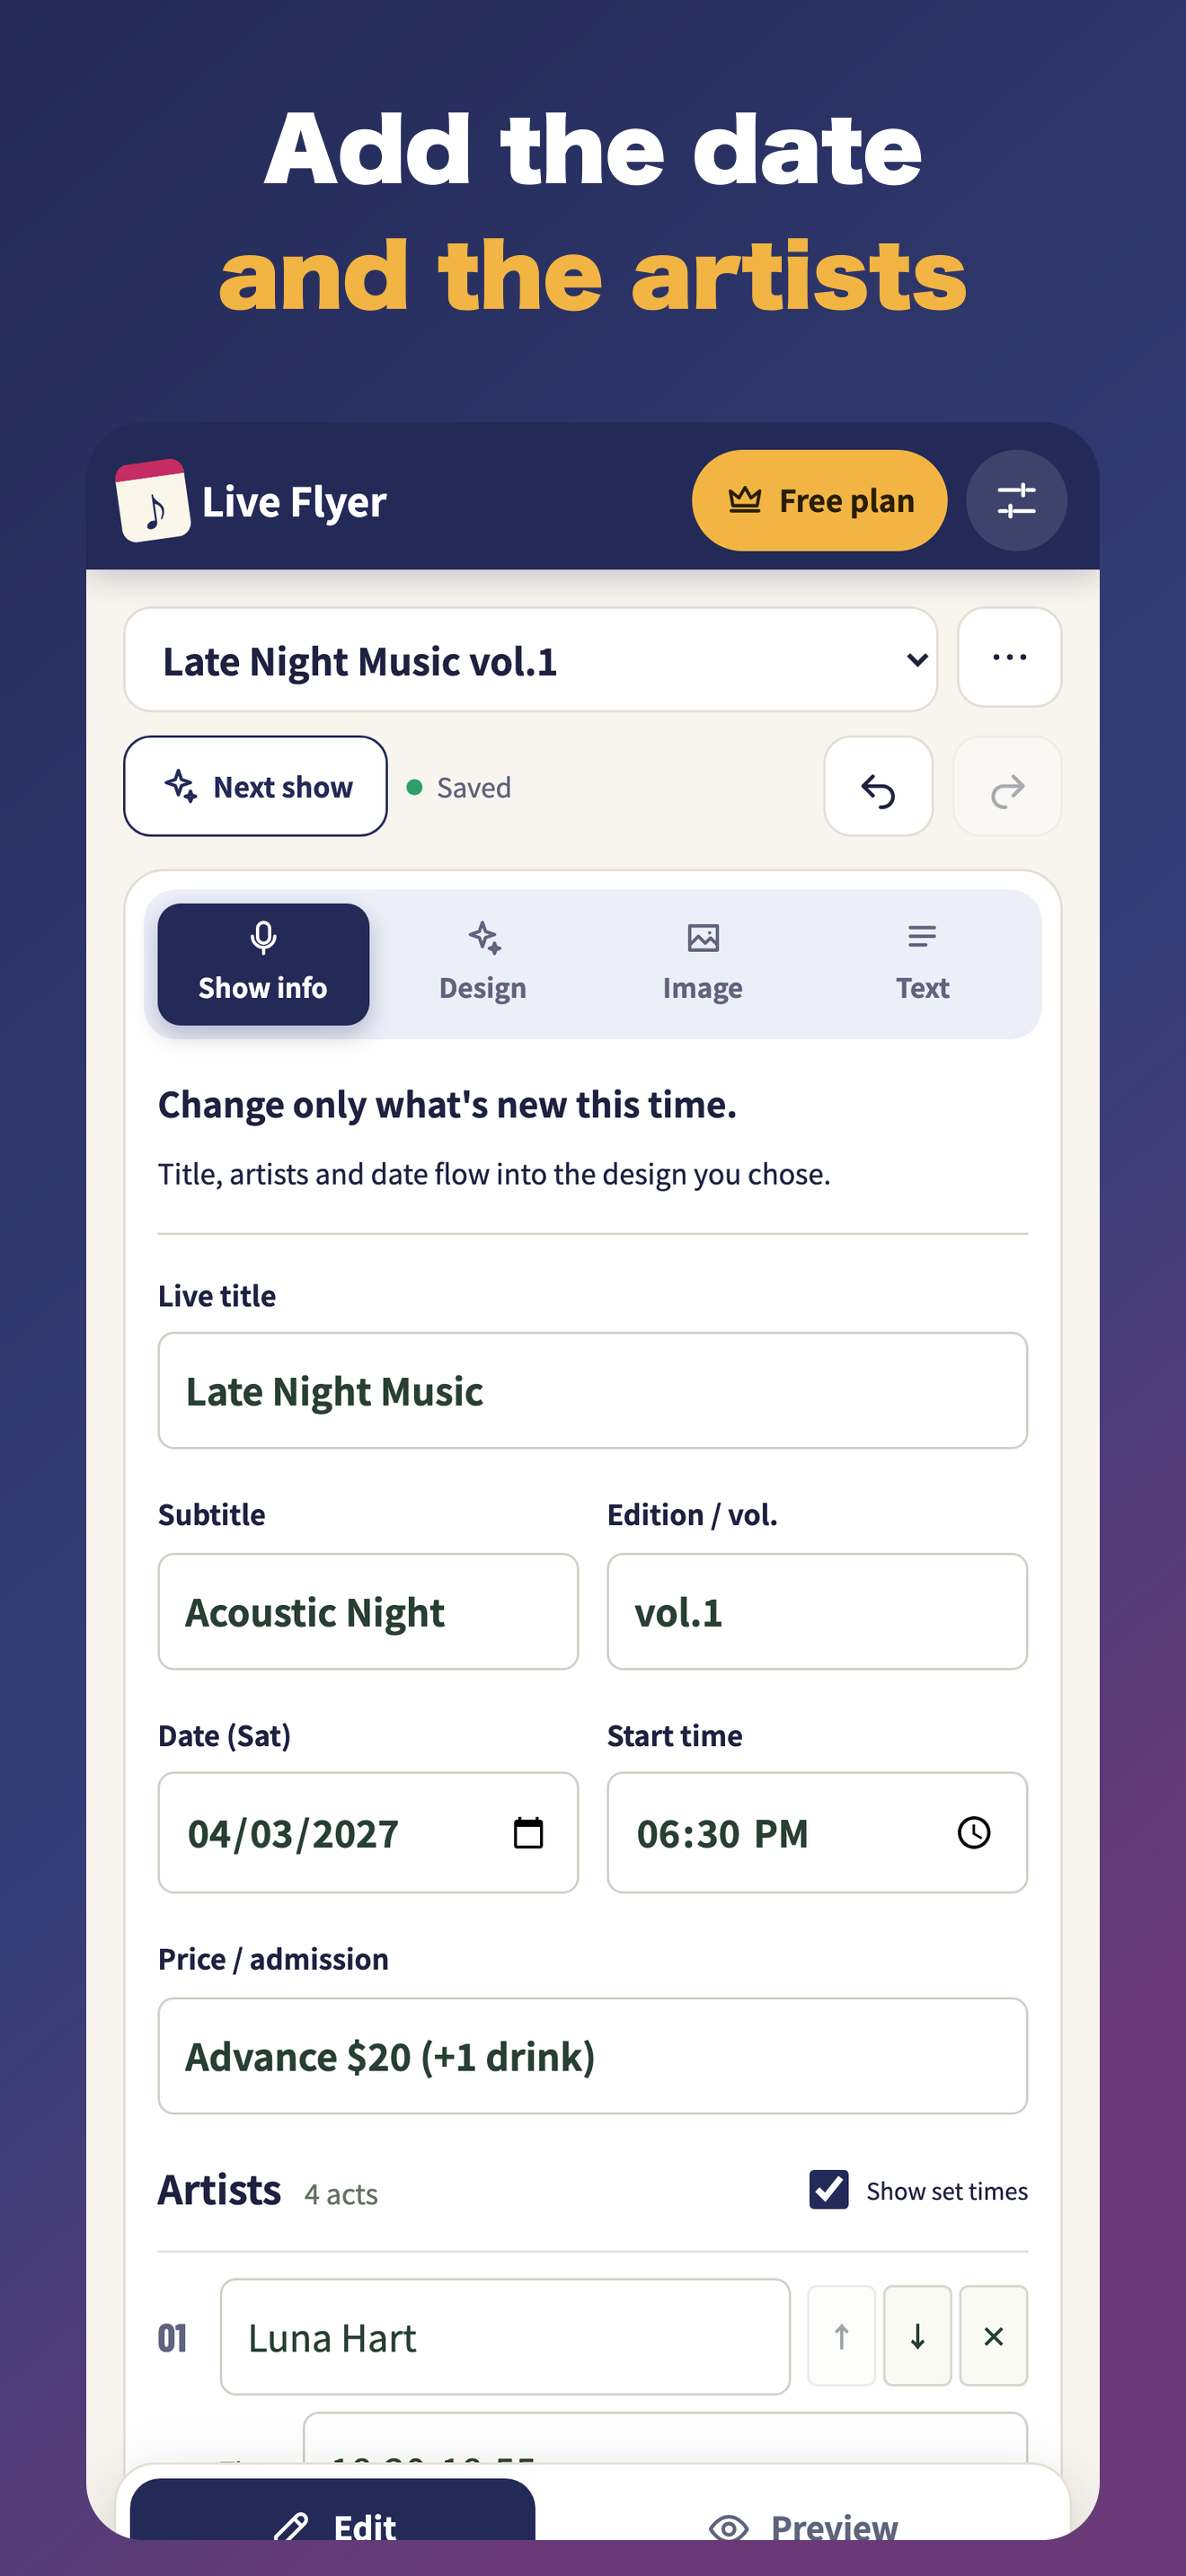 Add the date
and the artists
Live Flyer
Free plan
Late Night Music vol.1
Next show
Saved
Show info
Design
Image
Text
Change only what's new this time.
Title, artists and date flow into the design you chose.
Live title
Late Night Music
Subtitle
Edition / vol.
Acoustic Night
vol.1
Date (Sat)
Start time
04/03/2027
06:30 PM
Price / admission
Advance $20 (+1 drink)
Artists 4 acts
Show set times
01
Luna Hart
Edit
Preview